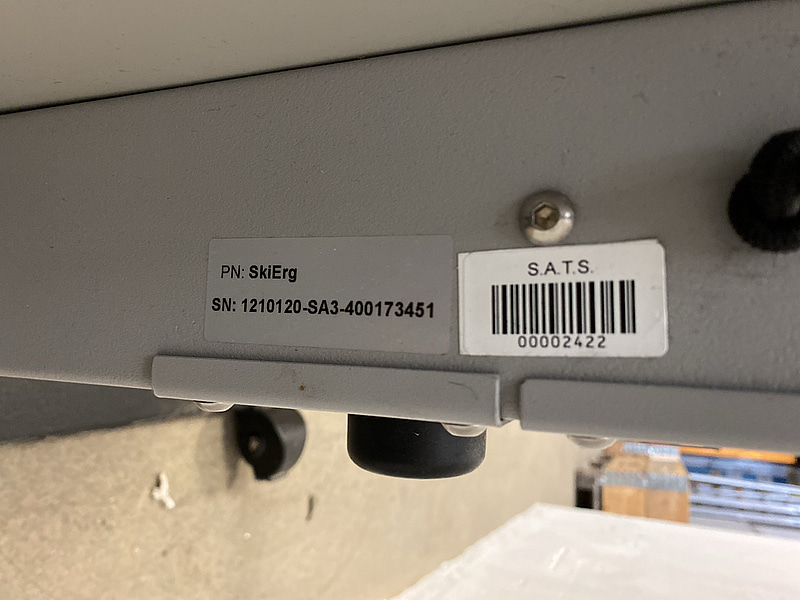 PN: SkiErg
SN: 1210120-SA3-400173451
S.A.T.S.
00002422